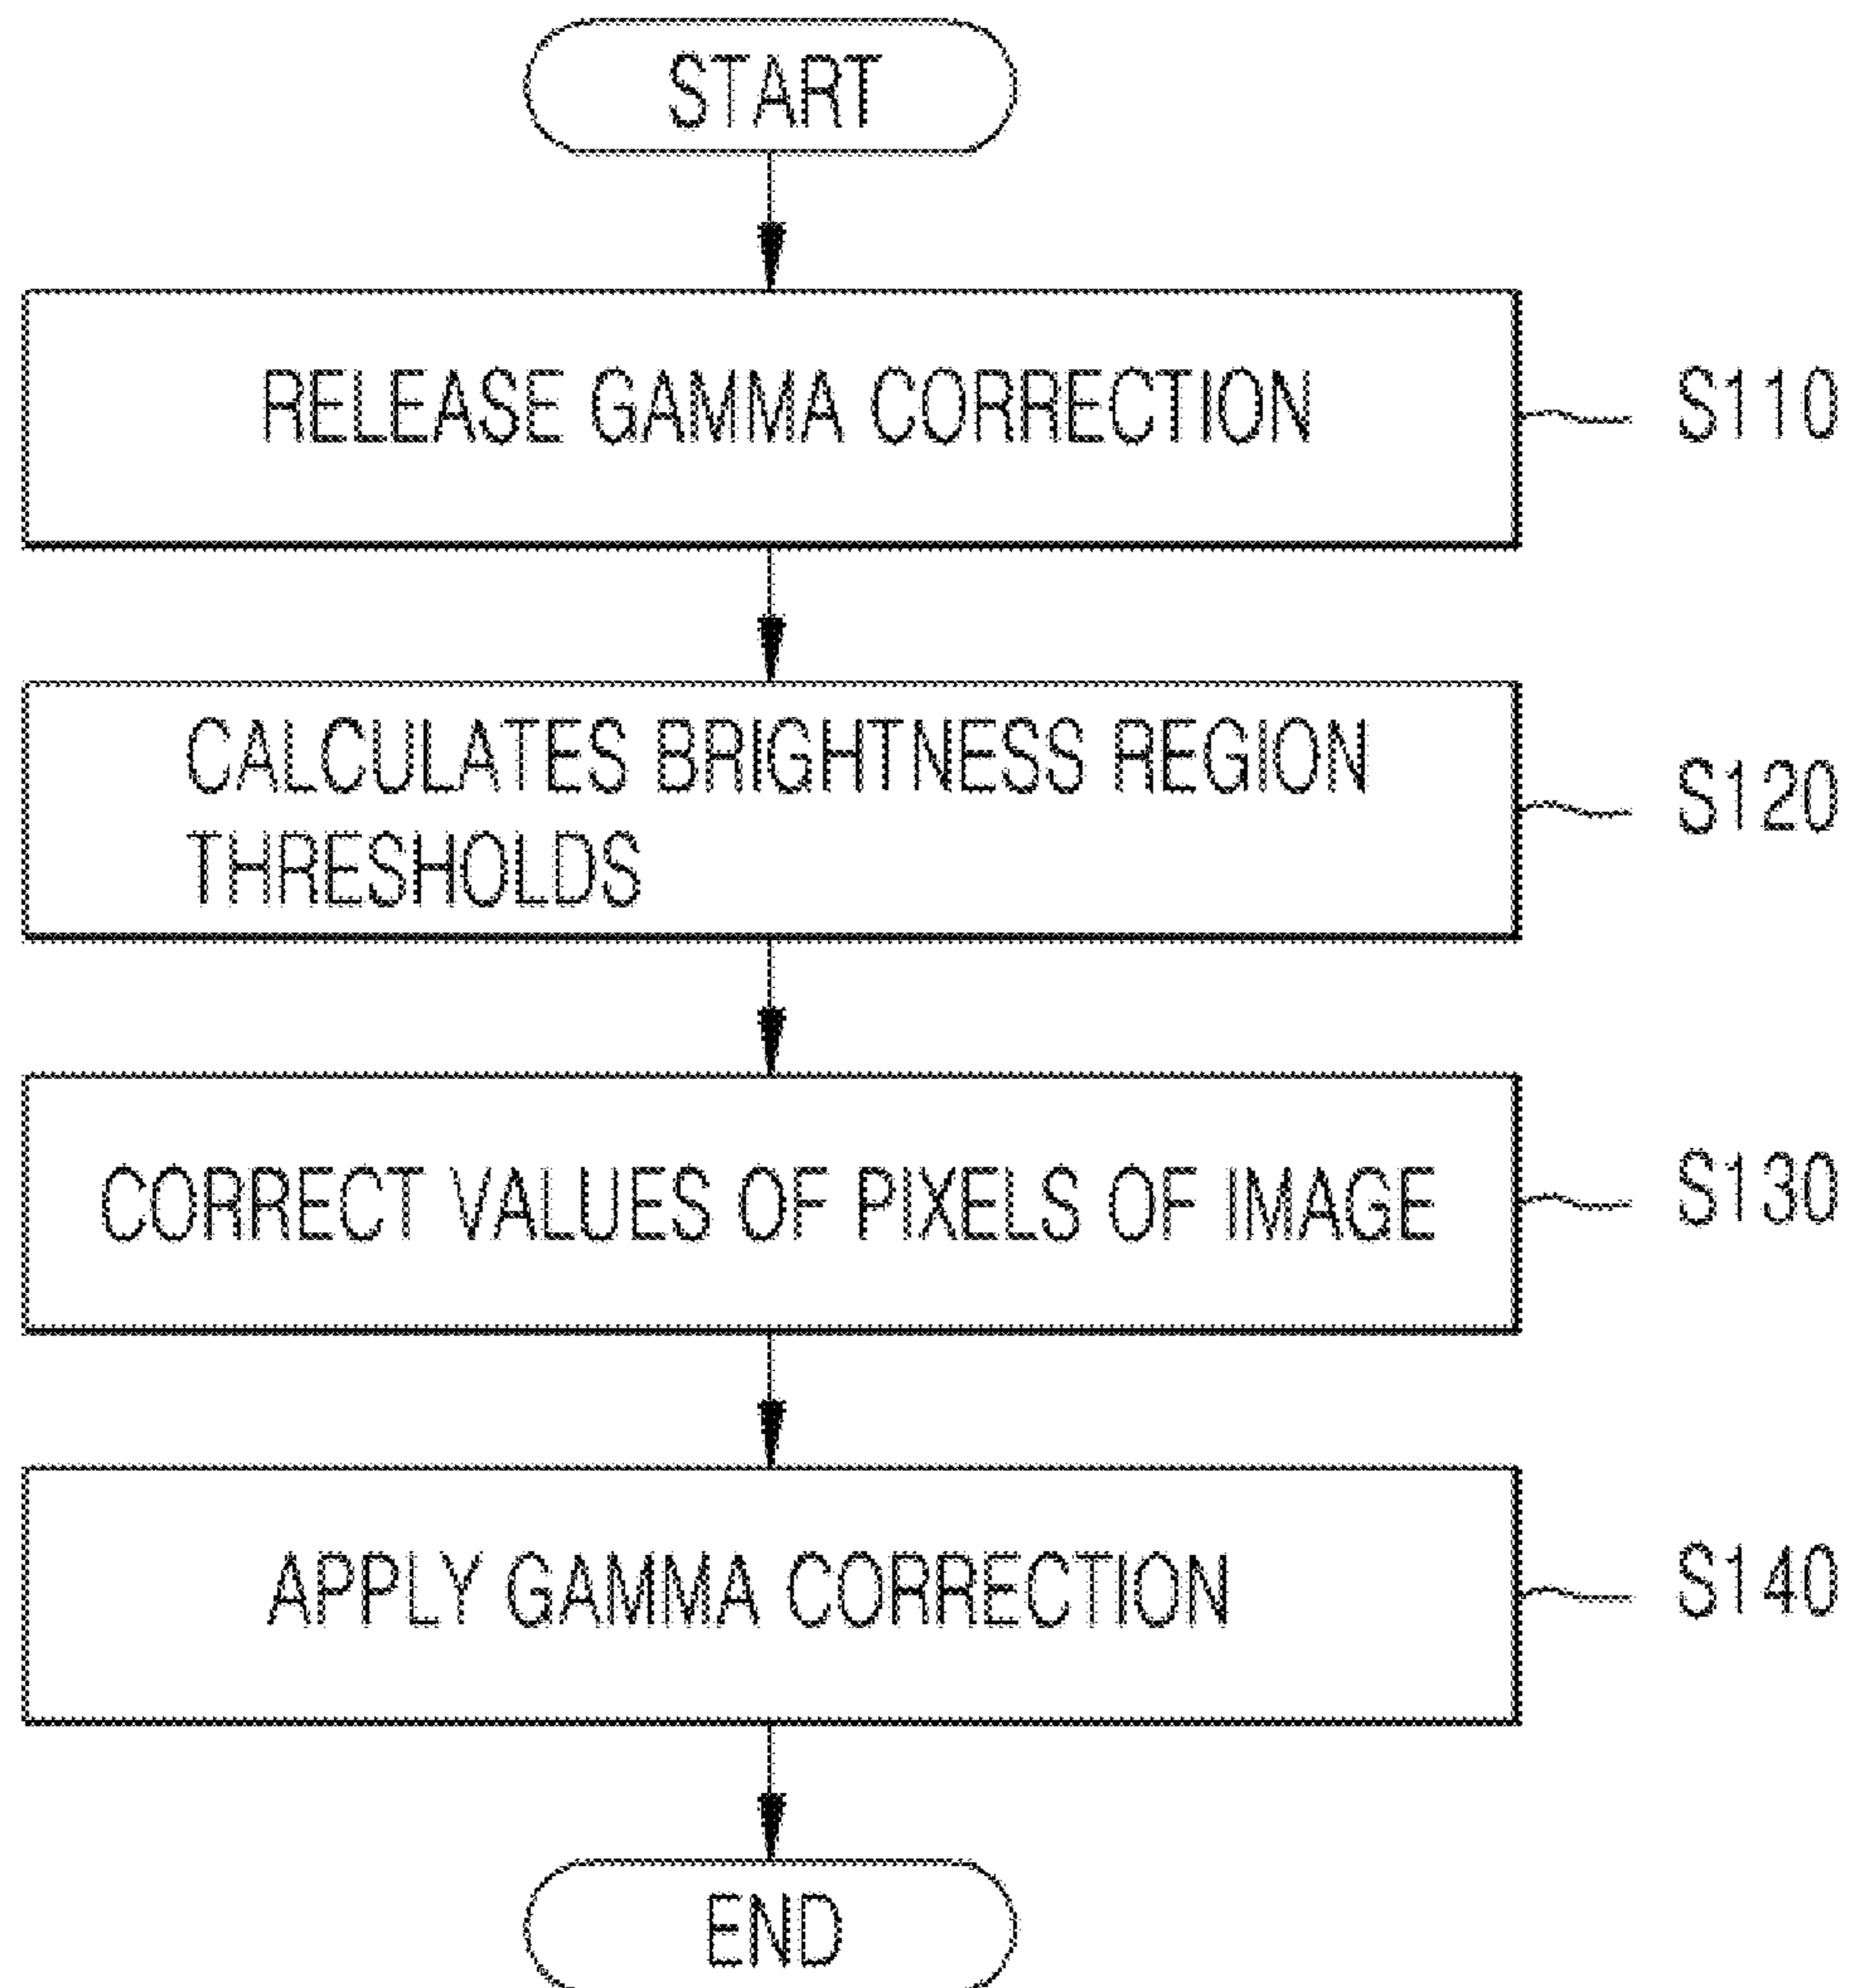 START
RELEASE GAMMA CORRECTION
S110
CALCULATES BRIGHTNESS REGION
THRESHOLDS
S120
CORRECT VALUES OF PIXELS OF IMAGE
S130
APPLY GAMMA CORRECTION
S140
END